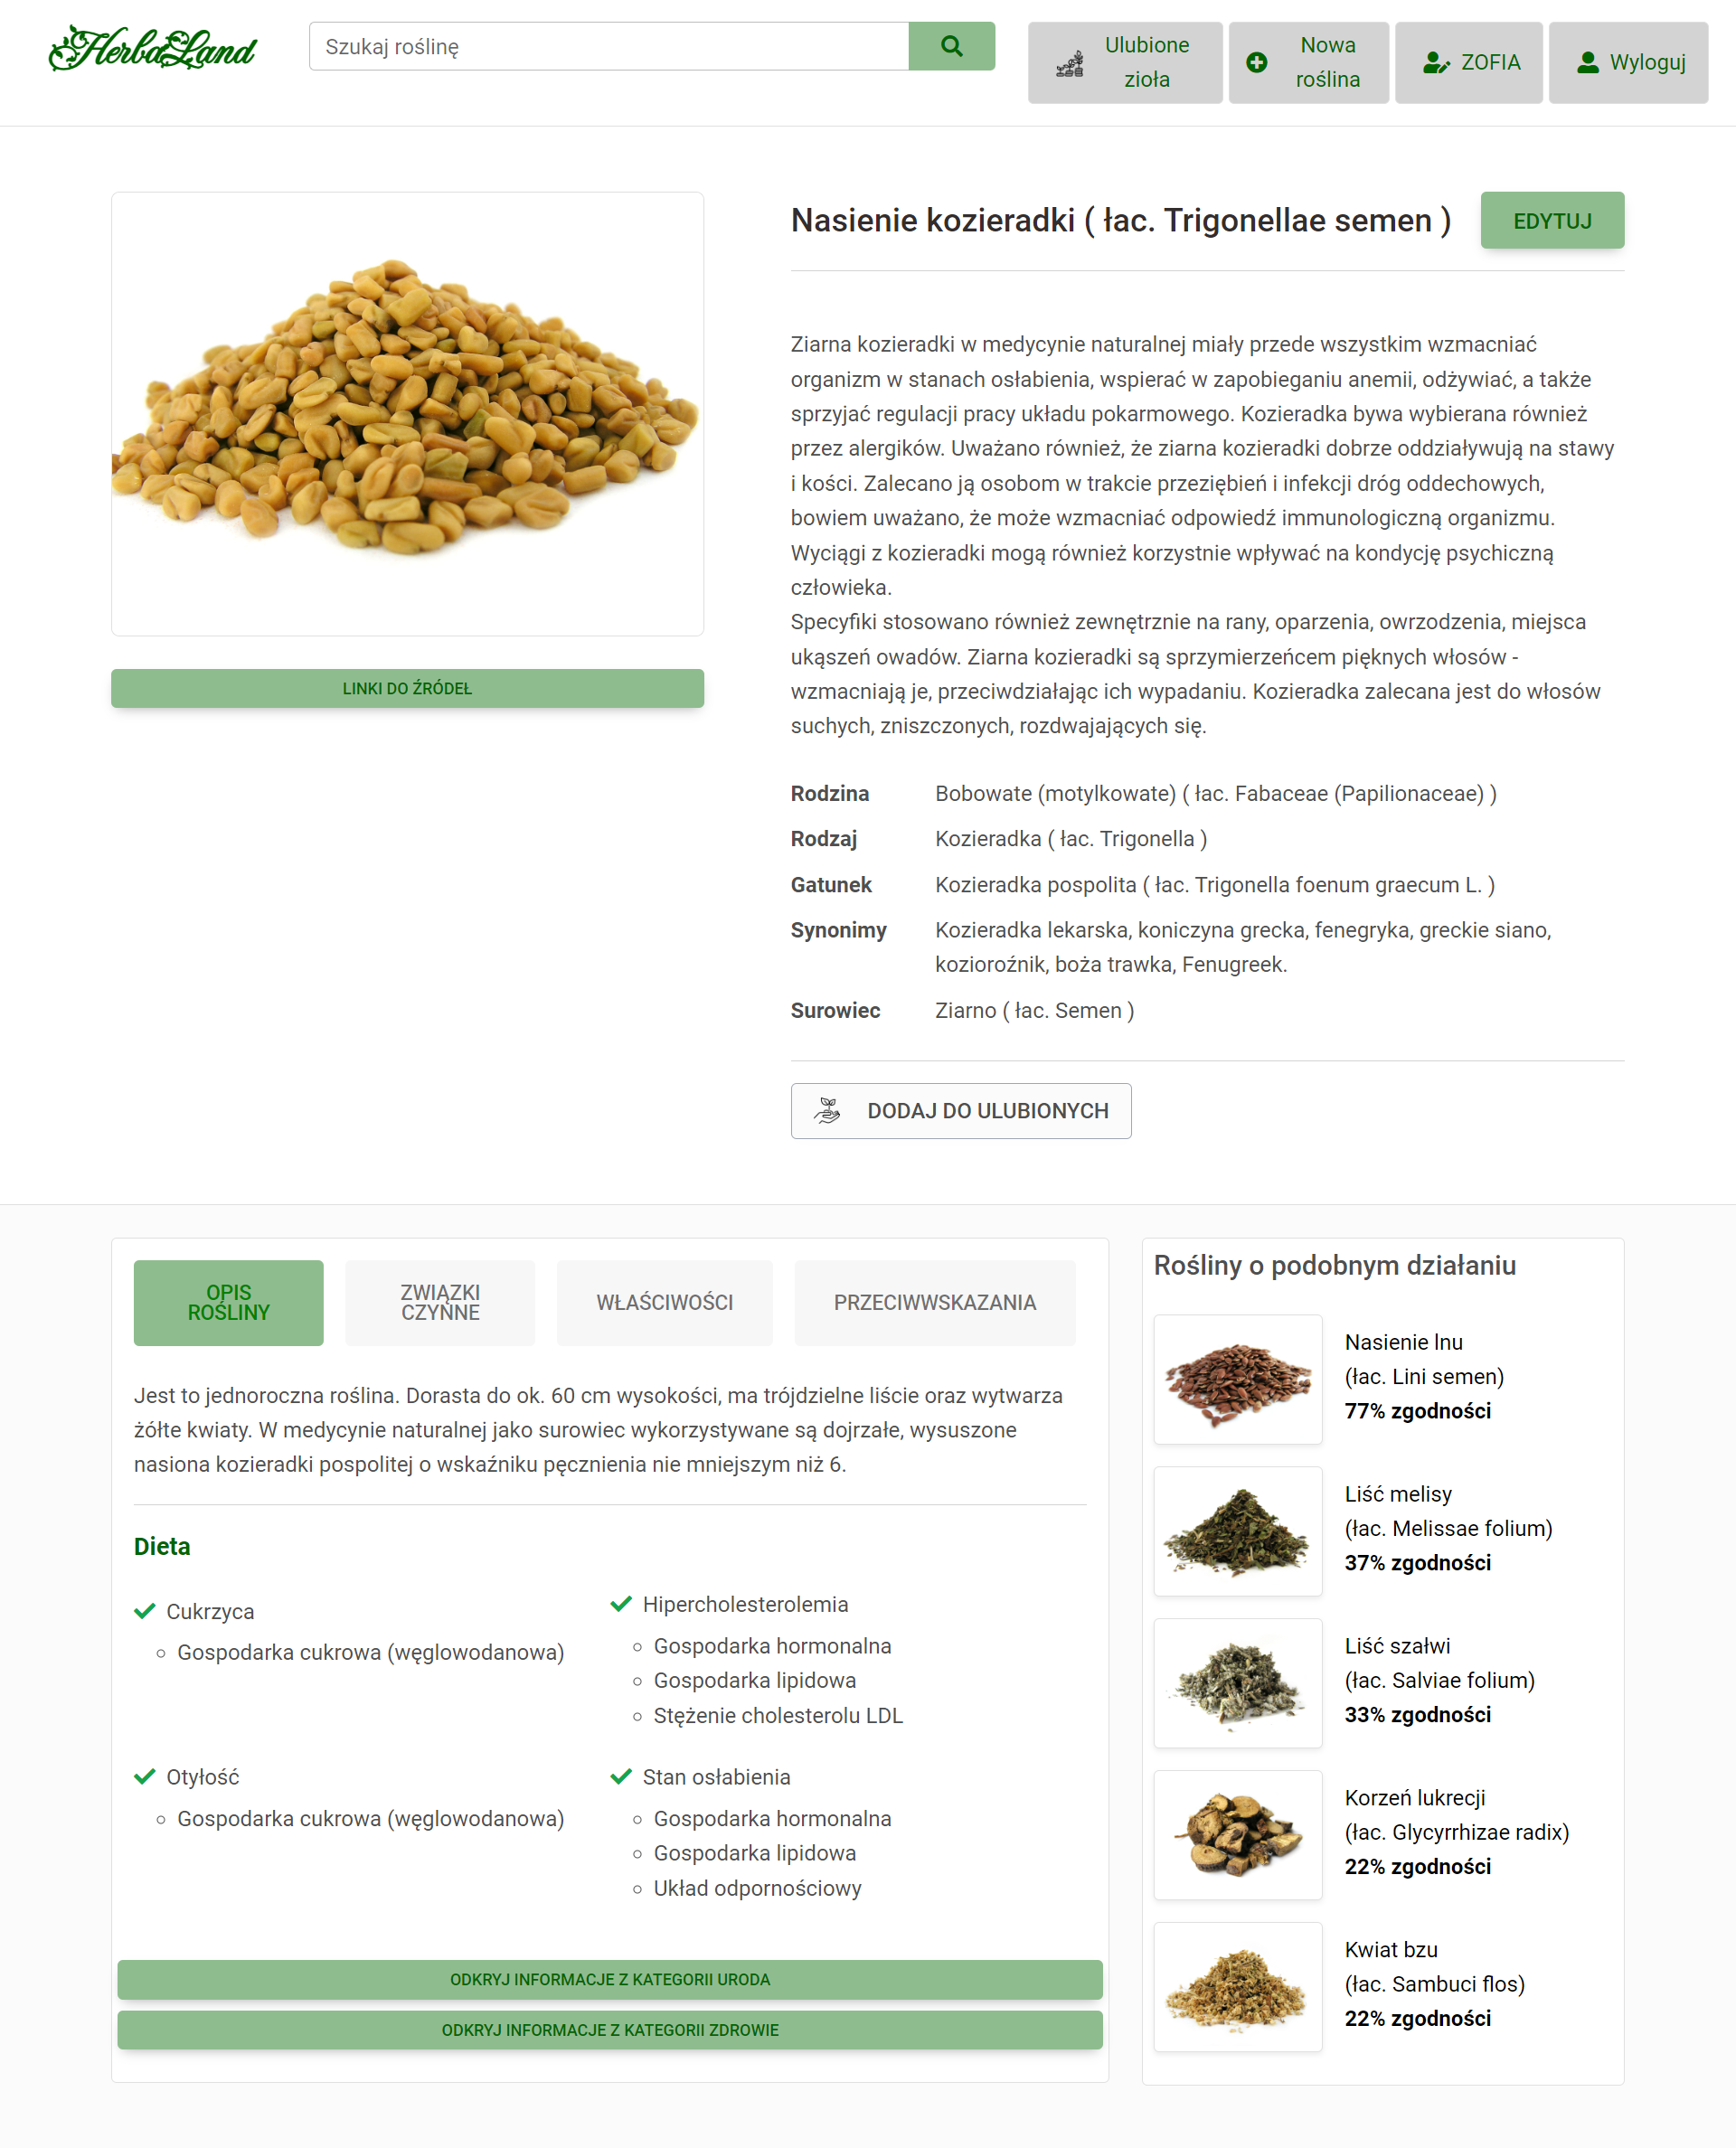 HerbaLand
Szukaj roślinę
Ulubione
zioła
Nowa
roślina
ZOFIA
Wyloguj
Nasienie kozieradki ( łac. Trigonellae semen )
EDYTUJ
Ziarna kozieradki w medycynie naturalnej miały przede wszystkim wzmacniać
organizm w stanach osłabienia, wspierać w zapobieganiu anemii, odżywiać, a także
sprzyjać regulacji pracy układu pokarmowego. Kozieradka bywa wybierana również
przez alergików. Uważano również, że ziarna kozieradki dobrze oddziaływują na stawy
i kości. Zalecano ją osobom w trakcie przeziębień i infekcji dróg oddechowych,
bowiem uważano, że może wzmacniać odpowiedź immunologiczną organizmu.
Wyciągi z kozieradki mogą również korzystnie wpływać na kondycję psychiczną
człowieka.
Specyfiki stosowano również zewnętrznie na rany, oparzenia, owrzodzenia, miejsca
ukąszeń owadów. Ziarna kozieradki są sprzymierzeńcem pięknych włosów -
wzmacniają je, przeciwdziałając ich wypadaniu. Kozieradka zalecana jest do włosów
suchych, zniszczonych, rozdwajających się.
LINKI DO ŹRÓDEŁ
Rodzina Bobowate (motylkowate) ( łac. Fabaceae (Papilionaceae) )
Rodzaj Kozieradka ( łac. Trigonella )
Gatunek Kozieradka pospolita ( łac. Trigonella foenum graecum L. )
Synonimy Kozieradka lekarska, koniczyna grecka, fenegryka, greckie siano,
kozioroźnik, boża trawka, Fenugreek.
Surowiec Ziarno ( łac. Semen )
DODAJ DO ULUBIONYCH
OPIS
ROŚLINY
ZWIĄZKI
CZYNNE
WŁAŚCIWOŚCI
PRZECIWWSKAZANIA
Jest to jednoroczna roślina. Dorasta do ok. 60 cm wysokości, ma trójdzielne liście oraz wytwarza
żółte kwiaty. W medycynie naturalnej jako surowiec wykorzystywane są dojrzałe, wysuszone
nasiona kozieradki pospolitej o wskaźniku pęcznienia nie mniejszym niż 6.
Dieta
Cukrzyca
Gospodarka cukrowa (węglowodanowa)
Hipercholesterolemia
Gospodarka hormonalna
Gospodarka lipidowa
Stężenie cholesterolu LDL
Otyłość
Gospodarka cukrowa (węglowodanowa)
Stan osłabienia
Gospodarka hormonalna
Gospodarka lipidowa
Układ odpornościowy
ODKRYJ INFORMACJE Z KATEGORII URODA
ODKRYJ INFORMACJE Z KATEGORII ZDROWIE
Rośliny o podobnym działaniu
Nasienie lnu
(łac. Lini semen)
77% zgodności
Liść melisy
(łac. Melissae folium)
37% zgodności
Liść szałwi
(łac. Salviae folium)
33% zgodności
Korzeń lukrecji
(łac. Glycyrrhizae radix)
22% zgodności
Kwiat bzu
(łac. Sambuci flos)
22% zgodności